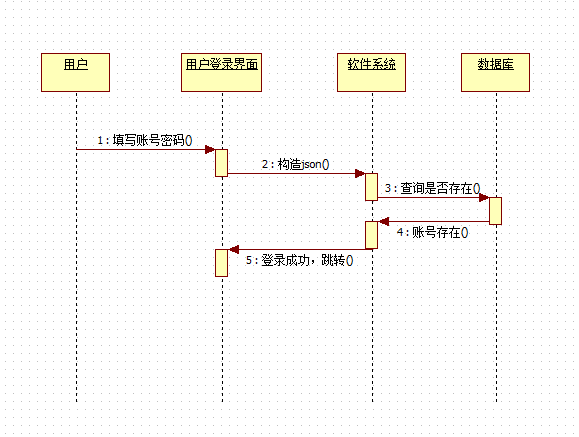 用户
用户登录界面
软件系统
数据库
1 : 填写账号密码()
2 : 构造json()
3 : 查询是否存在()
4 : 账号存在()
5 : 登录成功，跳转()